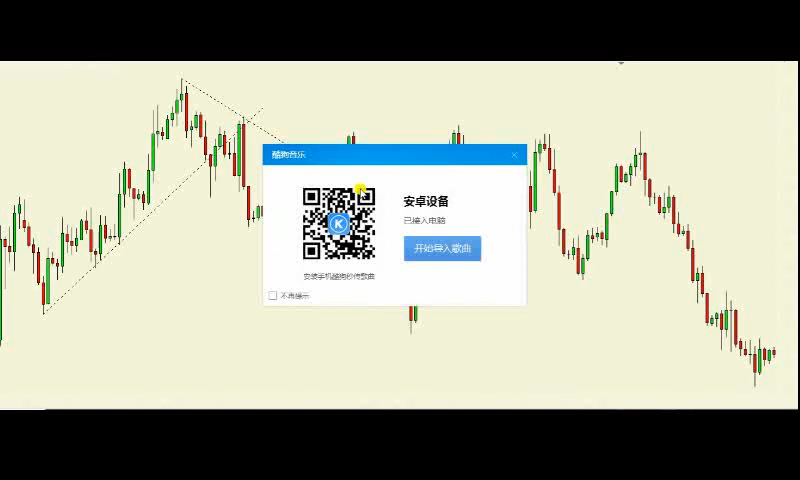 酷狗音乐
安卓设备
已接入电脑
开始导入歌曲
安装手机酷狗秒传歌曲
不再提示